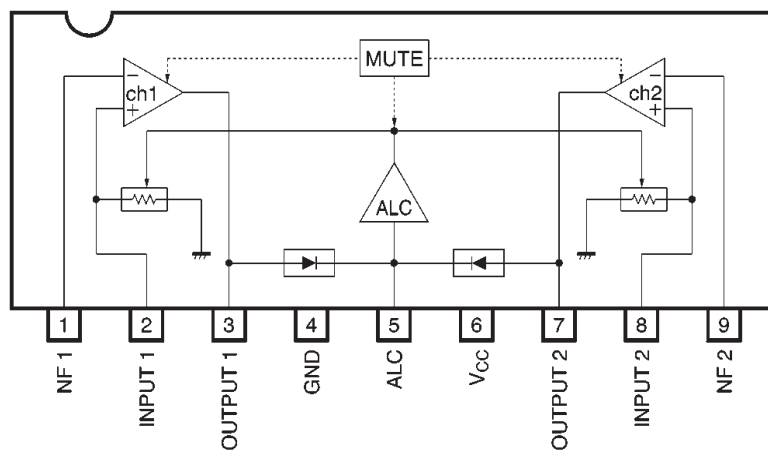 MUTE
ch1
−
+
ch2
−
+
ALC
1
2
3
4
5
6
7
8
9
NF 1
INPUT 1
OUTPUT 1
GND
ALC
VCC
OUTPUT 2
INPUT 2
NF 2